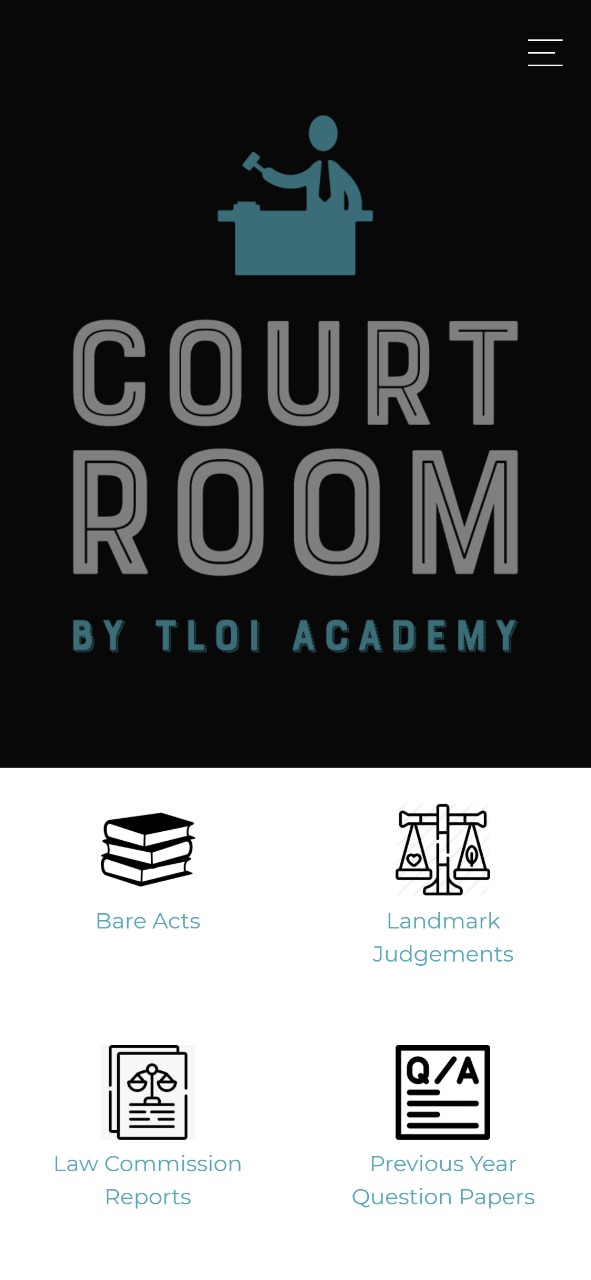 COURT
ROOM
BY TLOI ACADEMY
Bare Acts
Landmark
Judgements
Law Commission
Reports
Q/A
Previous Year
Question Papers